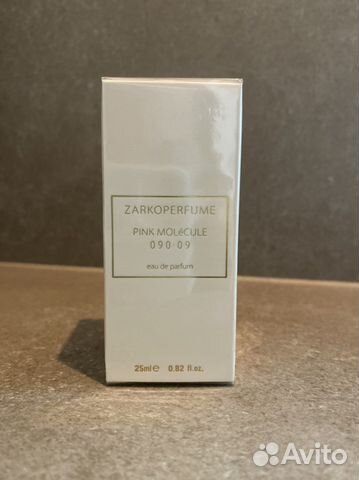 ZARKOPERFUME
PINK MOLéCULE
090·09
eau de parfum
25ml℮ 0.82 fl.oz.
Avito